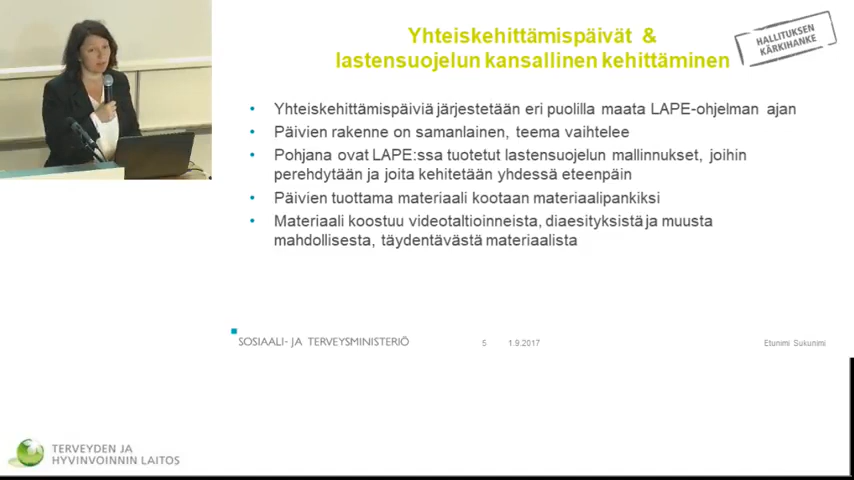 Yhteiskehittämispäivät &
lastensuojelun kansallinen kehittäminen
HALLITUKSEN
KÄRKIHANKE
• Yhteiskehittämispäiviä järjestetään eri puolilla maata LAPE-ohjelman ajan
• Päivien rakenne on samanlainen, teema vaihtelee
• Pohjana ovat LAPE:ssa tuotetut lastensuojelun mallinnukset, joihin
perehdytään ja joita kehitetään yhdessä eteenpäin
• Päivien tuottama materiaali kootaan materiaalipankiksi
• Materiaali koostuu videotaltioinneista, diaesityksistä ja muusta
mahdollisesta, täydentävästä materiaalista
SOSIAALI- JA TERVEYSMINISTERIÖ
5
1.9.2017
Etunimi Sukunimi
TERVEYDEN JA
HYVINVOINNIN LAITOS